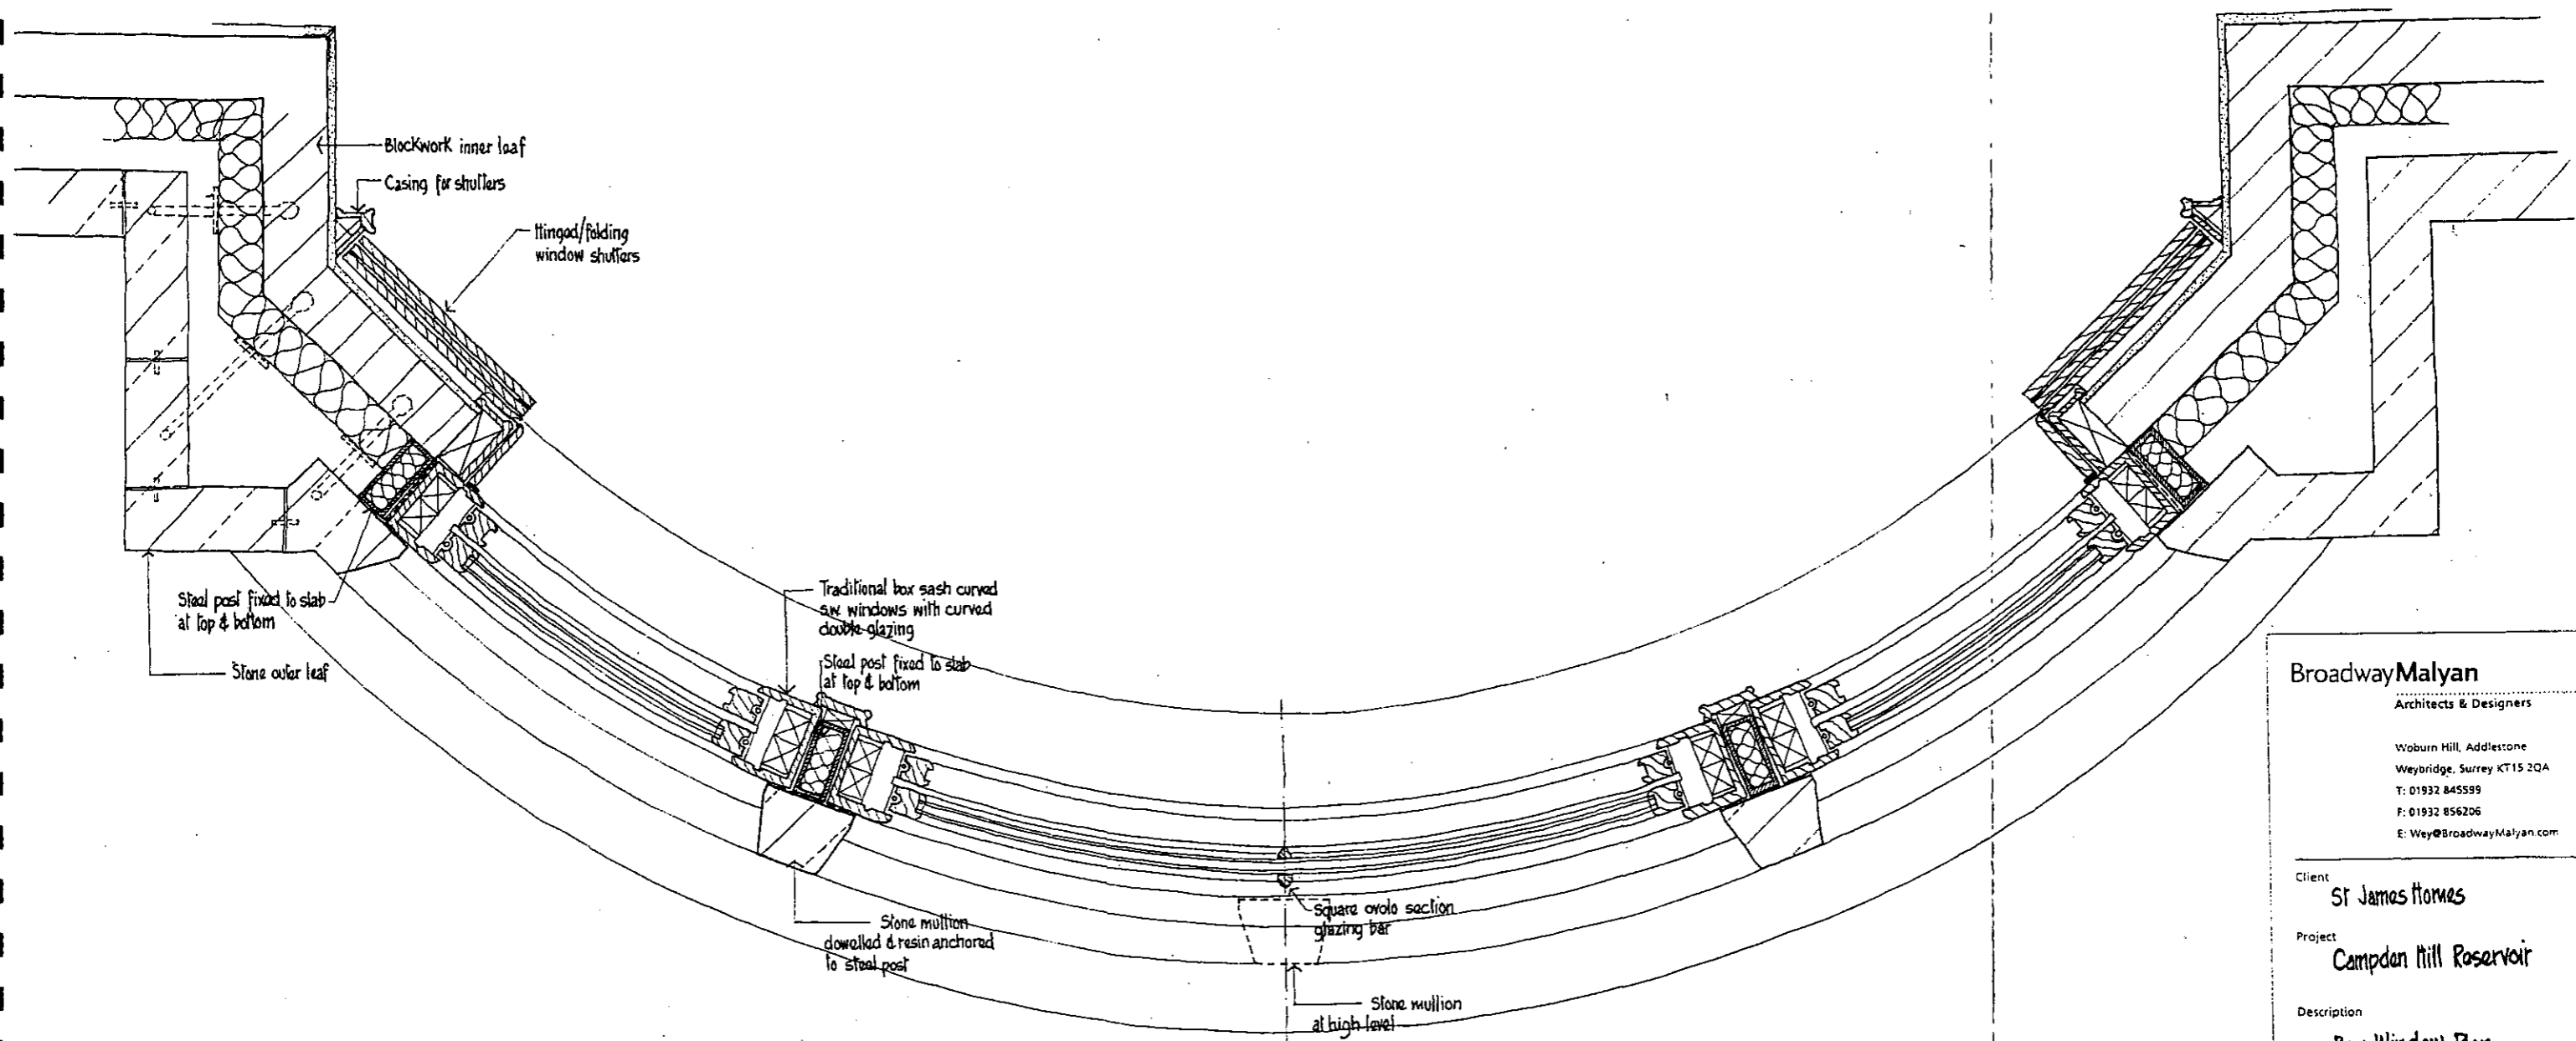 Blockwork inner leaf
Casing for shutters
Hinged/folding
window shutters
Steel post fixed to slab
at top & bottom
Stone outer leaf
Traditional box sash curved
s.w. windows with curved
double glazing
Steel post fixed to slab
at top & bottom
Stone mullion
dowelled & resin anchored
to steel post
Square ovolo section
glazing bar
Stone mullion
at high level
BroadwayMalyan
Architects & Designers
Woburn Hill, Addlestone
Weybridge, Surrey KT15 2QA
T: 01932 845599
F: 01932 856206
E: Wey@BroadwayMalyan.com
Client
St James Homes
Project
Campden Hill Reservoir
Description
Window